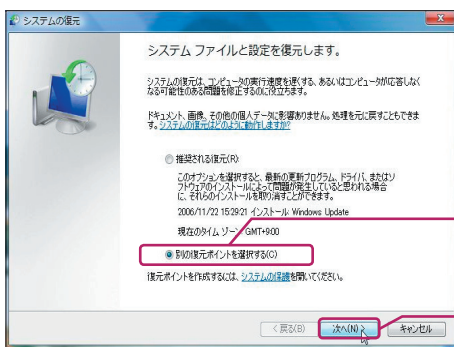 システムの復元
システム ファイルと設定を復元します。
システムの復元は、コンピュータの実行速度を遅くする、あるいはコンピュータが応答しなく
なる可能性のある問題を修正するのに役立ちます。
ドキュメント、画像、その他の個人データに影響ありません。処理を元に戻すこともできま
す。システムの復元はどのように動作しますか?
推奨される復元(R):
このオプションを選択すると、最新の更新プログラム、ドライバ、またはソ
フトウェアのインストールによって問題が発生していると思われる場合
に、それらのインストールを取り消すことができます。
2006/11/22 15:29:21 インストール: Windows Update
現在のタイム ゾーン: GMT+9:00
別の復元ポイントを選択する(C)
復元ポイントを作成するには、システムの保護を開いてください。
< 戻る(B)
次へ(N) >
キャンセル